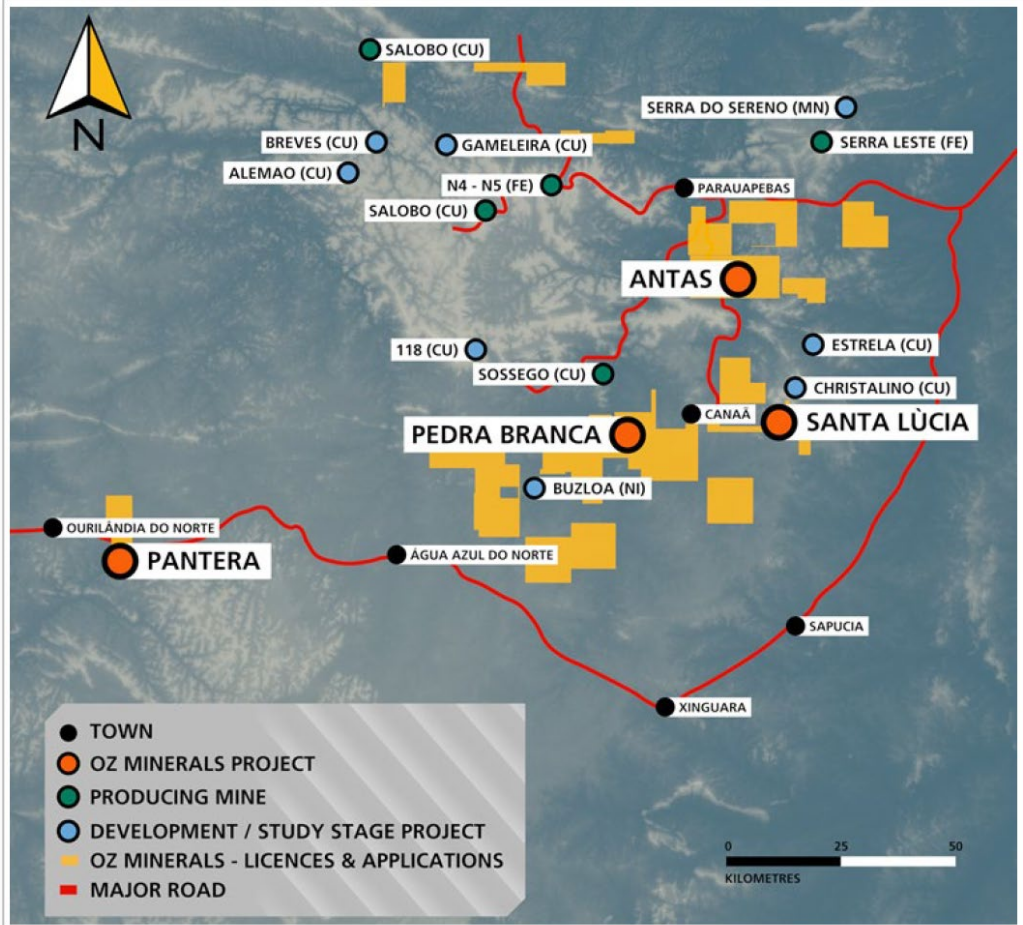 SALOBO (CU)
SERRA DO SERENO (MN)
BREVES (CU)
GAMELEIRA (CU)
SERRA LESTE (FE)
ALEMAO (CU)
N4 - N5 (FE)
PARAUAPEBAS
SALOBO (CU)
ANTAS
118 (CU)
ESTRELA (CU)
SOSSEGO (CU)
CHRISTALINO (CU)
CANAÃ
SANTA LÙCIA
PEDRA BRANCA
BUZLOA (NI)
OURILÂNDIA DO NORTE
ÁGUA AZUL DO NORTE
PANTERA
SAPUCIA
XINGUARA
N
TOWN
OZ MINERALS PROJECT
PRODUCING MINE
DEVELOPMENT / STUDY STAGE PROJECT
OZ MINERALS - LICENCES & APPLICATIONS
MAJOR ROAD
0 25 50
KILOMETRES